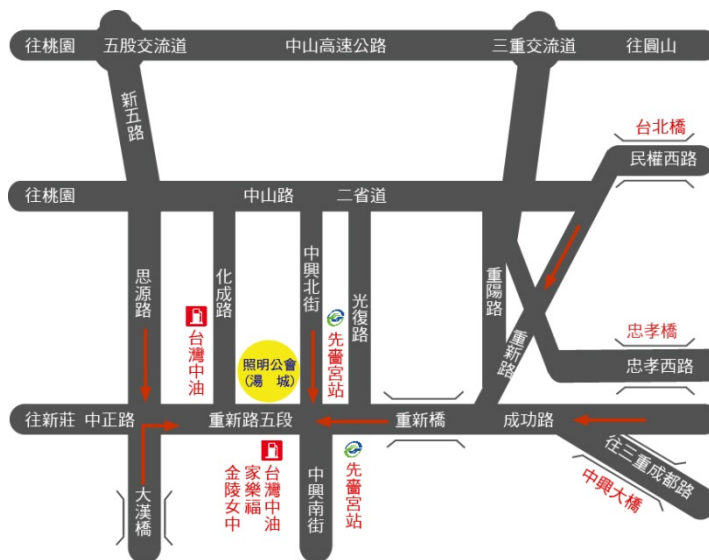 往桃園
五股交流道
中山高速公路
三重交流道
往圓山
新五路
台北橋
民權西路
往桃園
中山路
二省道
思源路
化成路
中興北街
光復路
重陽路
重新路
台灣中油
先嗇宮站
照明公會
(湯 城)
忠孝橋
忠孝西路
往新莊
中正路
重新路五段
重新橋
成功路
往三重成都路
中興大橋
大漢橋
台灣中油
家樂福
金陵女中
中興南街
先嗇宮站